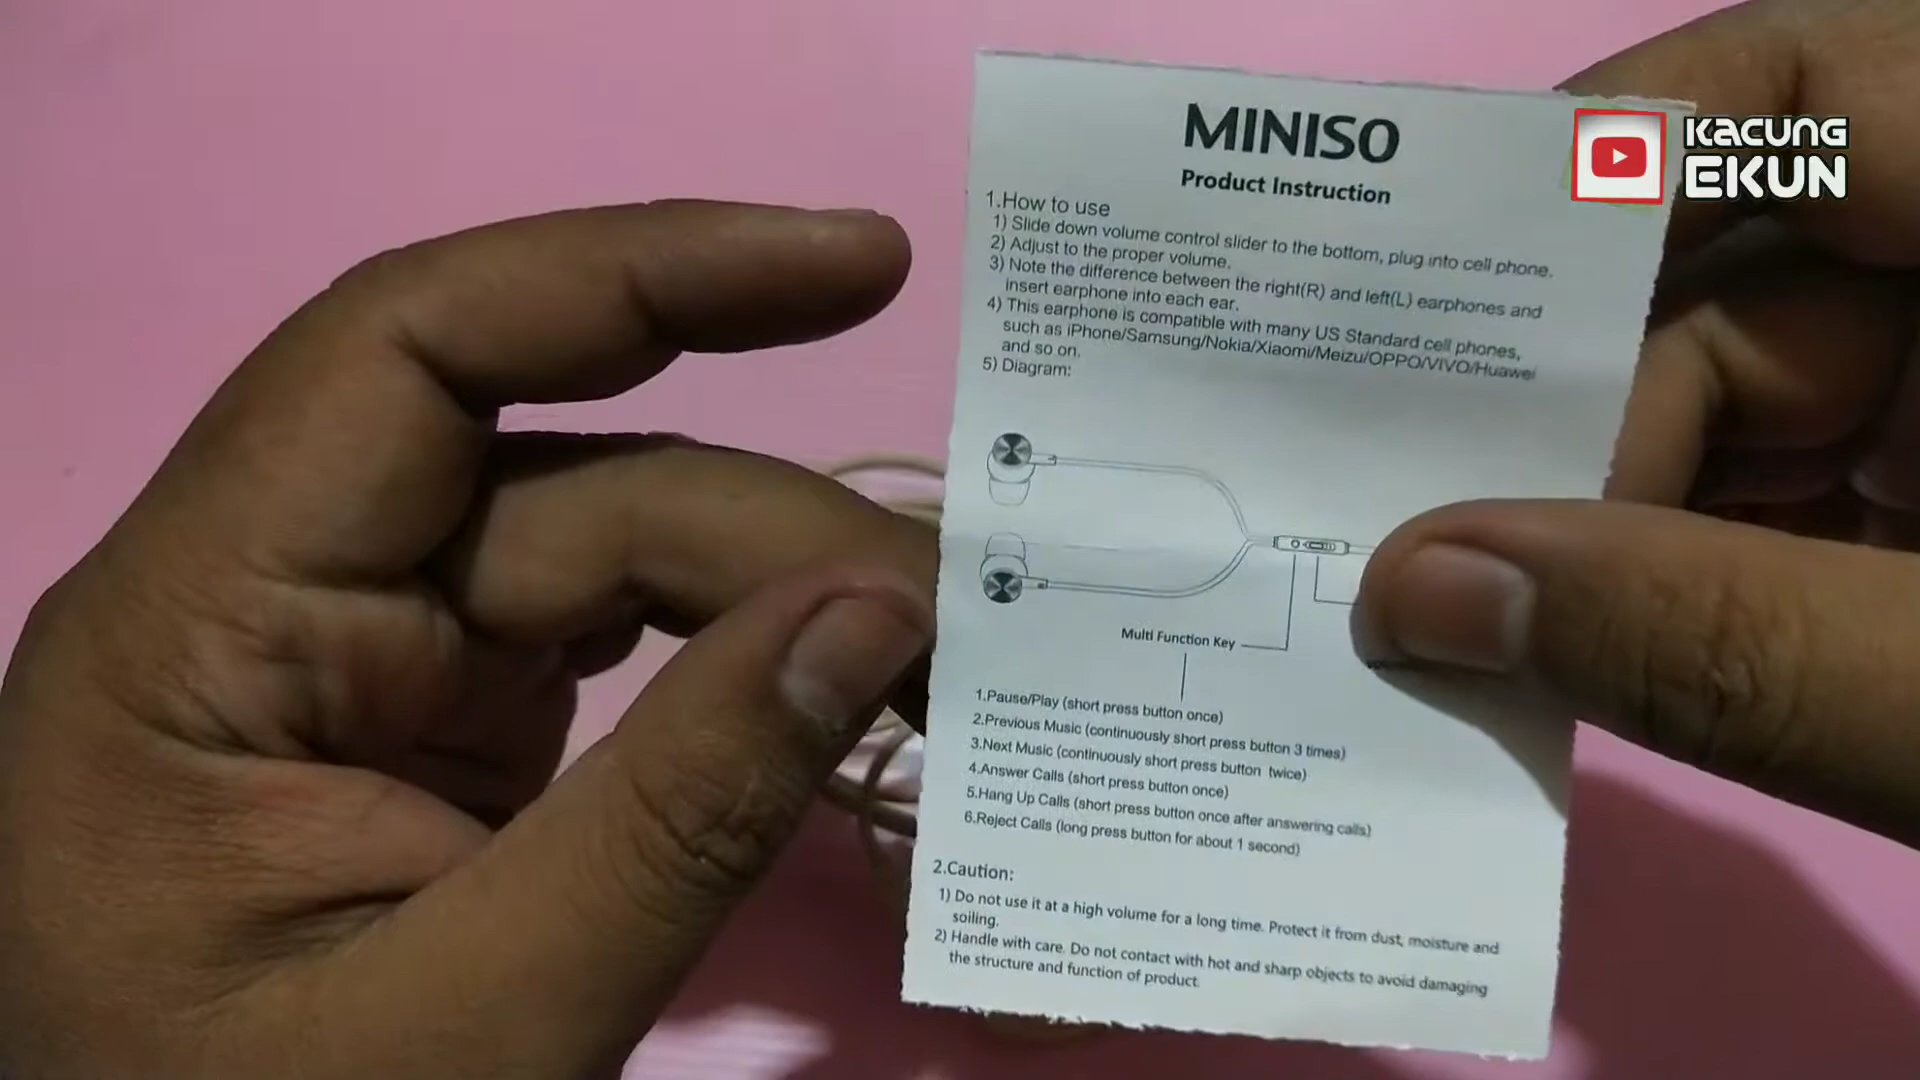 MINISO
Product Instruction
KACUNG
EKUN
1.How to use
1) Slide down volume control slider to the bottom, plug into cell phone.
2) Adjust to the proper volume.
3) Note the difference between the right(R) and left(L) earphones and
insert earphone into each ear.
4) This earphone is compatible with many US Standard cell phones,
such as iPhone/Samsung/Nokia/Xiaomi/Meizu/OPPO/VIVO/Huawei
and so on.
5) Diagram:
Multi Function Key
1.Pause/Play (short press button once)
2.Previous Music (continuously short press button 3 times)
3.Next Music (continuously short press button twice)
4.Answer Calls (short press button once)
5.Hang Up Calls (short press button once after answering calls)
6.Reject Calls (long press button for about 1 second)
2.Caution:
1) Do not use it at a high volume for a long time. Protect it from dust, moisture and
soiling.
2) Handle with care. Do not contact with hot and sharp objects to avoid damaging
the structure and function of product.